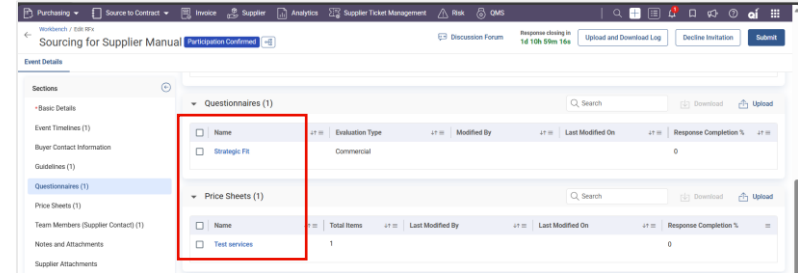 Purchasing Source to Contract Invoice Supplier Analytics Supplier Ticket Management Risk QMS
Workbench / Edit RFx
Sourcing for Supplier Manual Participation Confirmed
Discussion Forum
Response closing in
1d 10h 59m 16s
Upload and Download Log
Decline Invitation
Submit
Event Details
Sections
*Basic Details
Event Timelines (1)
Buyer Contact Information
Guidelines (1)
Questionnaires (1)
Price Sheets (1)
Team Members (Supplier Contact) (1)
Notes and Attachments
Supplier Attachments
Questionnaires (1)
Search
Download
Upload
Name Evaluation Type Modified By Last Modified On Response Completion %
Strategic Fit Commercial 0
Price Sheets (1)
Search
Download
Upload
Name Total Items Last Modified By Last Modified On Response Completion %
Test services 1 0